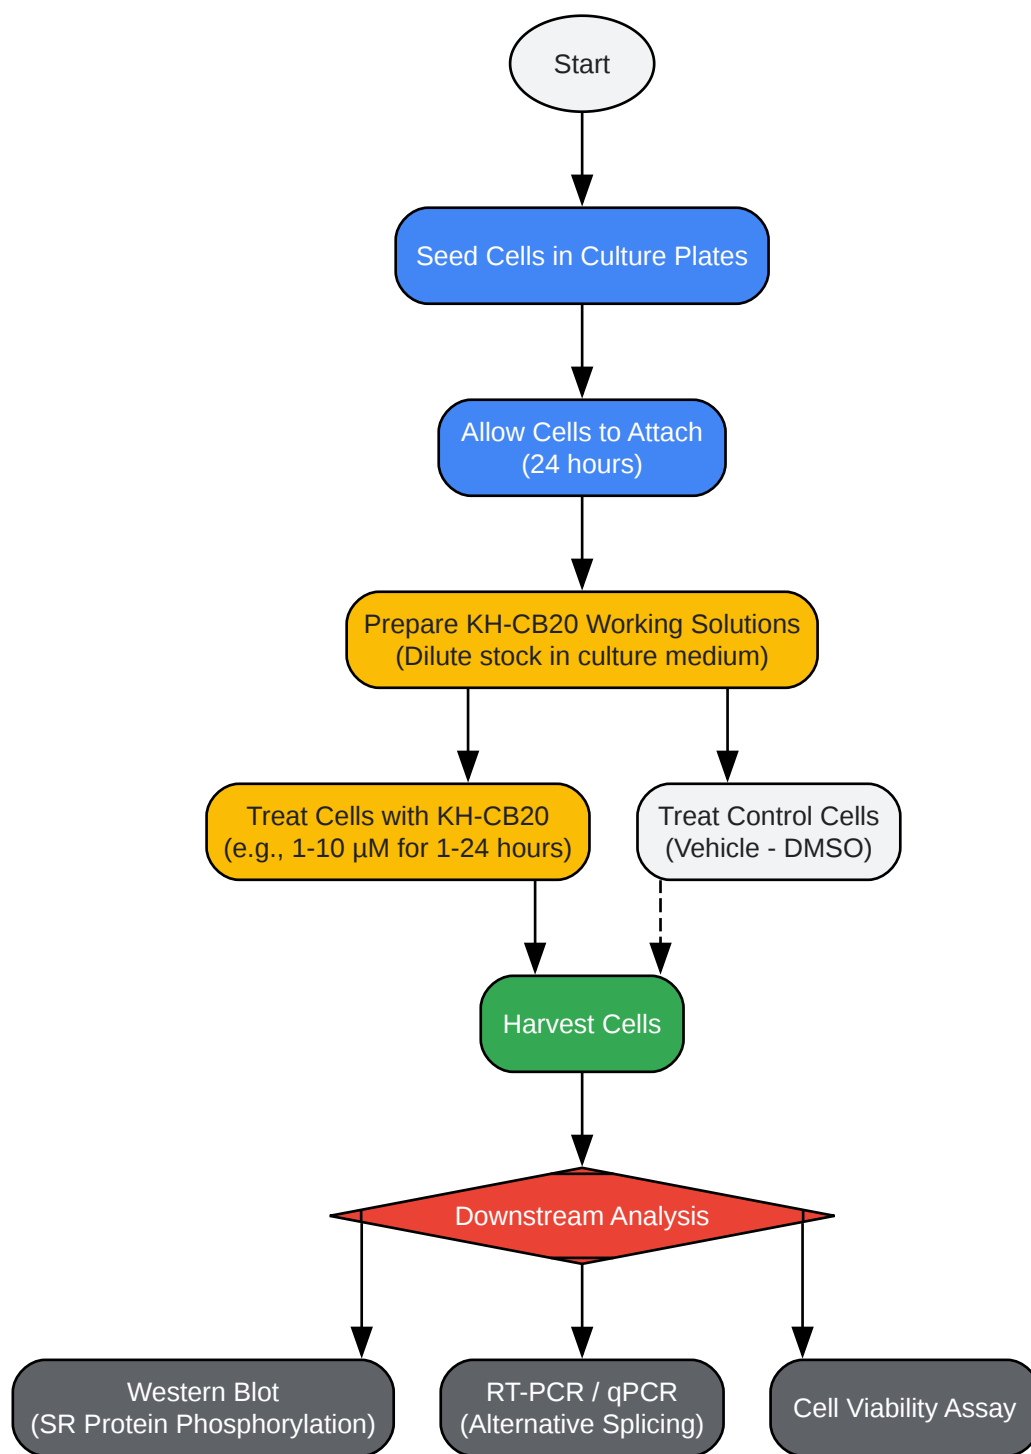 Start
Seed Cells in Culture Plates
Allow Cells to Attach
(24 hours)
Prepare KH-CB20 Working Solutions
(Dilute stock in culture medium)
Treat Cells with KH-CB20
(e.g., 1-10 µM for 1-24 hours)
Treat Control Cells
(Vehicle - DMSO)
Harvest Cells
Downstream Analysis
Western Blot
(SR Protein Phosphorylation)
RT-PCR / qPCR
(Alternative Splicing)
Cell Viability Assay